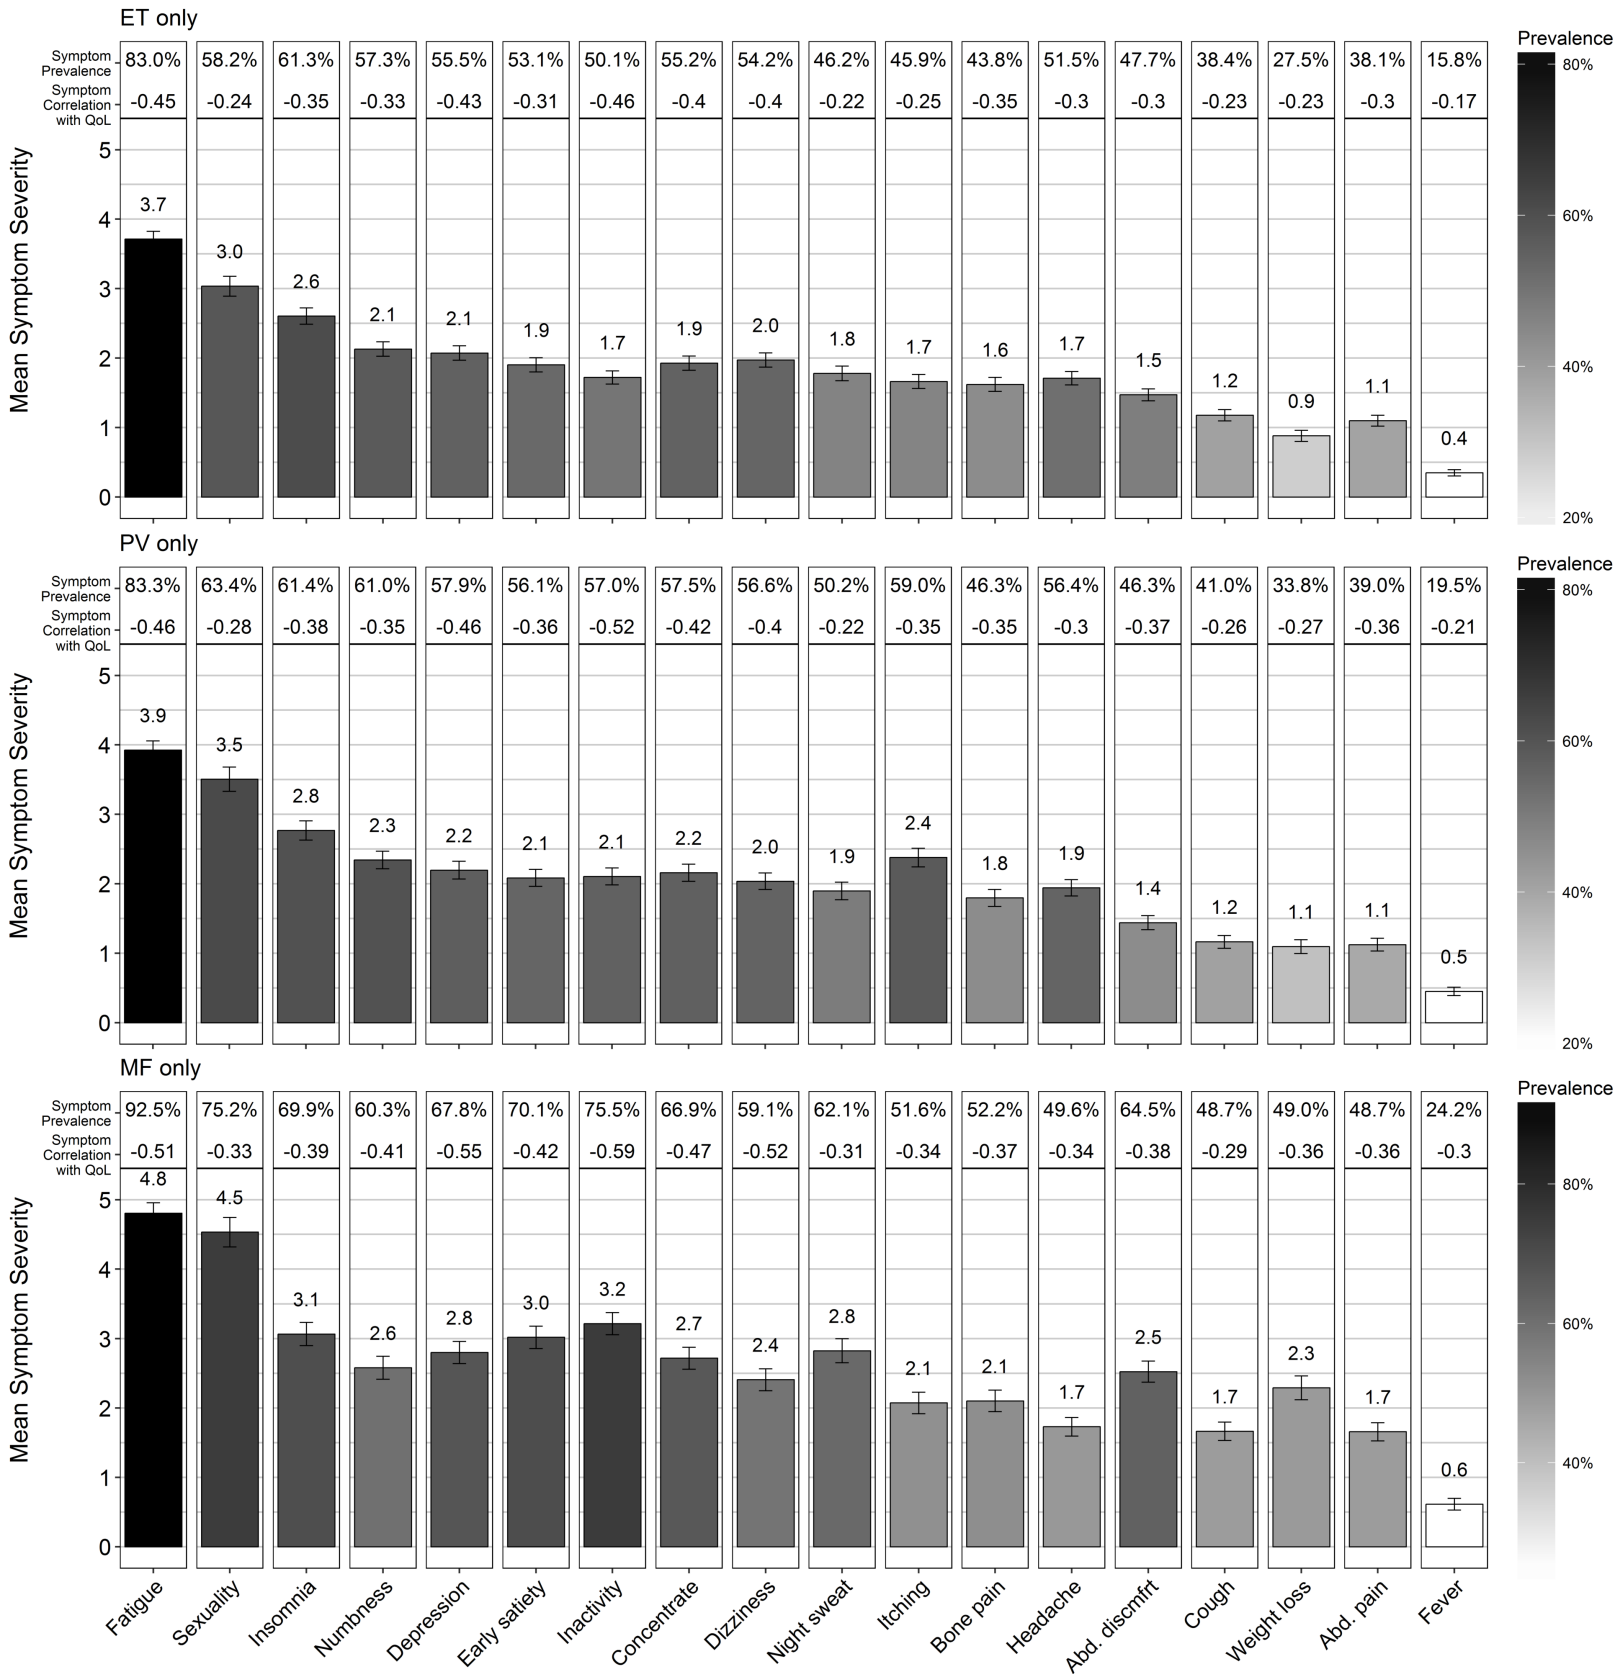 ET only
Symptom
Prevalence
83.0% 58.2% 61.3% 57.3% 55.5% 53.1% 50.1% 55.2% 54.2% 46.2% 45.9% 43.8% 51.5% 47.7% 38.4% 27.5% 38.1% 15.8%
Symptom
Correlation
with QoL
-0.45 -0.24 -0.35 -0.33 -0.43 -0.31 -0.46 -0.4 -0.4 -0.22 -0.25 -0.35 -0.3 -0.3 -0.23 -0.23 -0.3 -0.17
Mean Symptom Severity
5
4
3
2
1
0
3.7 3.0 2.6 2.1 2.1 1.9 1.7 1.9 2.0 1.8 1.7 1.6 1.7 1.5 1.2 0.9 1.1 0.4
Prevalence
80%
60%
40%
20%
PV only
Symptom
Prevalence
83.3% 63.4% 61.4% 61.0% 57.9% 56.1% 57.0% 57.5% 56.6% 50.2% 59.0% 46.3% 56.4% 46.3% 41.0% 33.8% 39.0% 19.5%
Symptom
Correlation
with QoL
-0.46 -0.28 -0.38 -0.35 -0.46 -0.36 -0.52 -0.42 -0.4 -0.22 -0.35 -0.35 -0.3 -0.37 -0.26 -0.27 -0.36 -0.21
Mean Symptom Severity
5
4
3
2
1
0
3.9 3.5 2.8 2.3 2.2 2.1 2.1 2.2 2.0 1.9 2.4 1.8 1.9 1.4 1.2 1.1 1.1 0.5
Prevalence
80%
60%
40%
20%
MF only
Symptom
Prevalence
92.5% 75.2% 69.9% 60.3% 67.8% 70.1% 75.5% 66.9% 59.1% 62.1% 51.6% 52.2% 49.6% 64.5% 48.7% 49.0% 48.7% 24.2%
Symptom
Correlation
with QoL
-0.51 -0.33 -0.39 -0.41 -0.55 -0.42 -0.59 -0.47 -0.52 -0.31 -0.34 -0.37 -0.34 -0.38 -0.29 -0.36 -0.36 -0.3
Mean Symptom Severity
5
4
3
2
1
0
4.8 4.5 3.1 2.6 2.8 3.0 3.2 2.7 2.4 2.8 2.1 2.1 1.7 2.5 1.7 2.3 1.7 0.6
Prevalence
80%
60%
40%
Fatigue
Sexuality
Insomnia
Numbness
Depression
Early satiety
Inactivity
Concentrate
Dizziness
Night sweat
Itching
Bone pain
Headache
Abd. discmfrt
Cough
Weight loss
Abd. pain
Fever